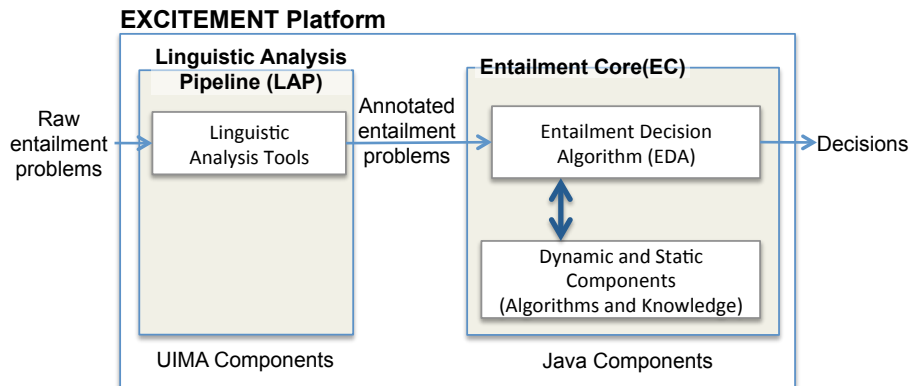 EXCITEMENT Platform
Linguistic Analysis
Pipeline (LAP)
Entailment Core(EC)
Raw
entailment
problems
Linguistic
Analysis Tools
Annotated
entailment
problems
Entailment Decision
Algorithm (EDA)
Decisions
Dynamic and Static
Components
(Algorithms and Knowledge)
UIMA Components
Java Components